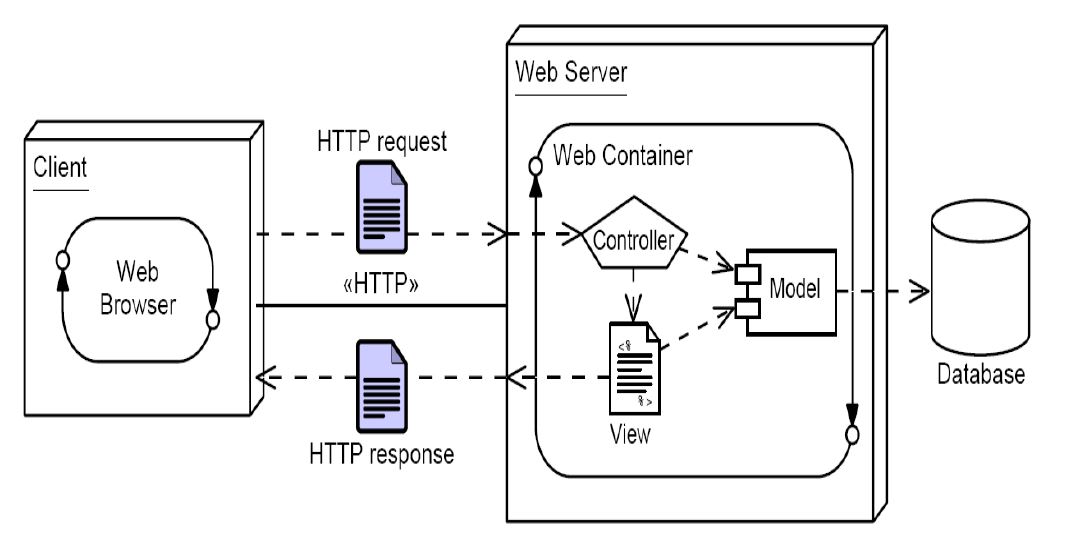 Web Server
Client
HTTP request
Web Container
Controller
Web
Browser
«HTTP»
Model
<%
%>
View
Database
HTTP response